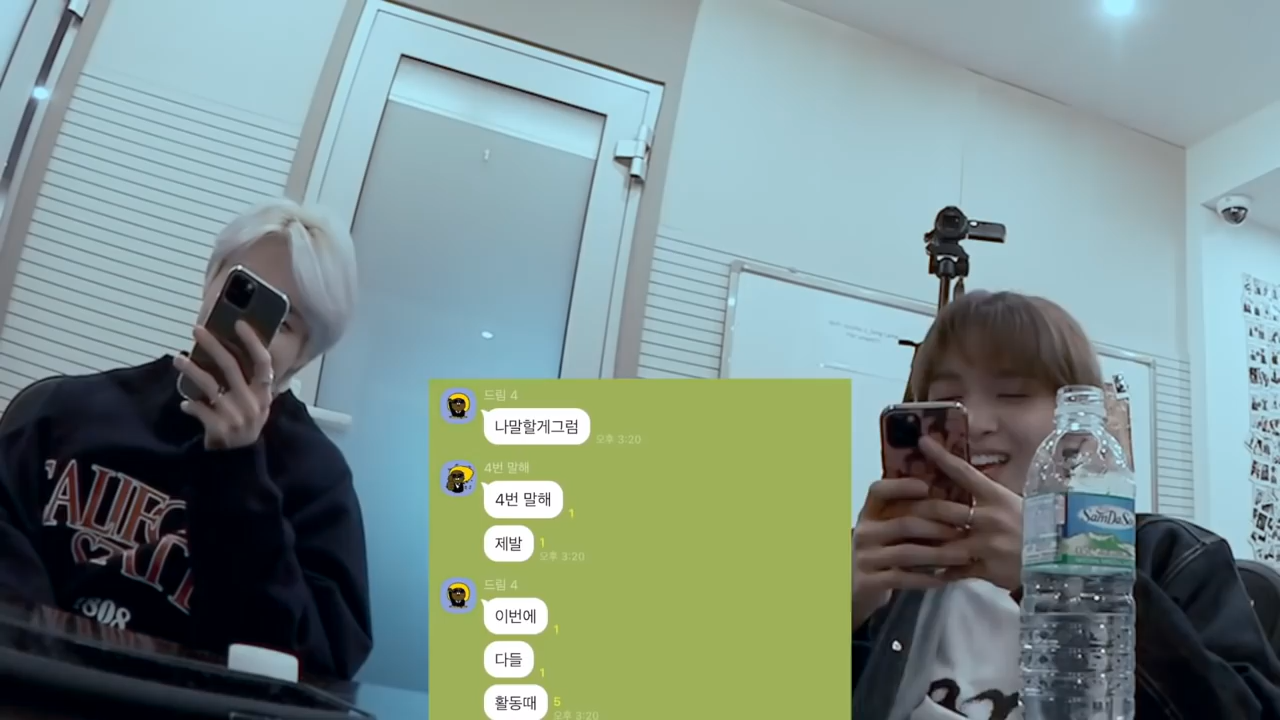 드림 4
나말할게그럼
오후 3:20
4번 말해
4번 말해
1
제발
1
오후 3:20
드림 4
이번에
1
다들
1
활동때
5
오후 3:20
SamDaSo
1808